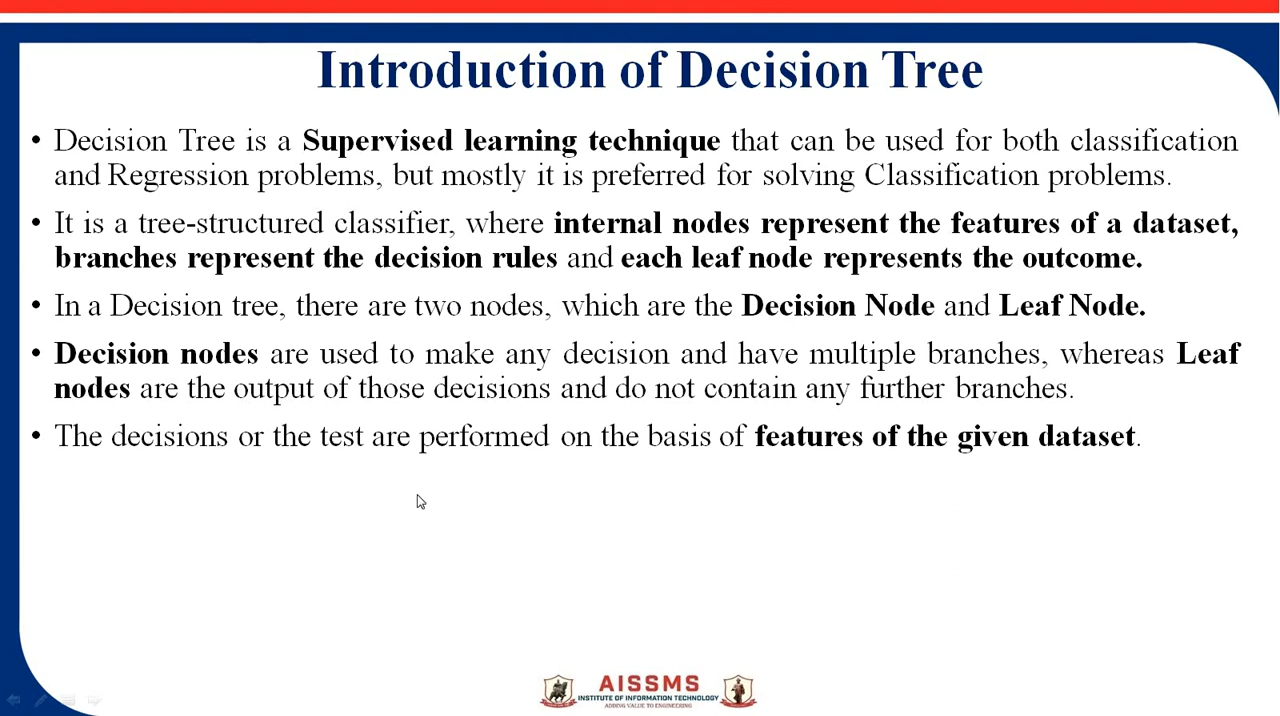 Introduction of Decision Tree
• Decision Tree is a Supervised learning technique that can be used for both classification
and Regression problems, but mostly it is preferred for solving Classification problems.
• It is a tree-structured classifier, where internal nodes represent the features of a dataset,
branches represent the decision rules and each leaf node represents the outcome.
• In a Decision tree, there are two nodes, which are the Decision Node and Leaf Node.
• Decision nodes are used to make any decision and have multiple branches, whereas Leaf
nodes are the output of those decisions and do not contain any further branches.
• The decisions or the test are performed on the basis of features of the given dataset.
AISSMS
INSTITUTE OF INFORMATION TECHNOLOGY
ADDING VALUE TO ENGINEERING